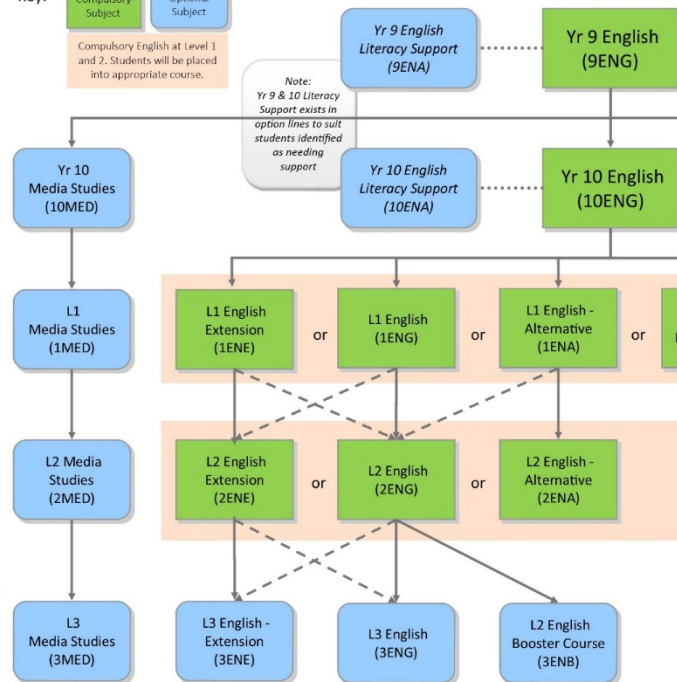 Key:
Compulsory
Subject
Optional
Subject
Compulsory English at Level 1
and 2. Students will be placed
into appropriate course.
Yr 9 English
Literacy Support
(9ENA)
Yr 9 English
(9ENG)
Note:
Yr 9 & 10 Literacy
Support exists in
option lines to suit
students identified
as needing
support
Yr 10
Media Studies
(10MED)
Yr 10 English
Literacy Support
(10ENA)
Yr 10 English
(10ENG)
L1
Media Studies
(1MED)
L1 English
Extension
(1ENE)
or
L1 English
(1ENG)
or
L1 English -
Alternative
(1ENA)
or
L2 Media
Studies
(2MED)
L2 English
Extension
(2ENE)
or
L2 English
(2ENG)
or
L2 English -
Alternative
(2ENA)
L3
Media Studies
(3MED)
L3 English -
Extension
(3ENE)
L3 English
(3ENG)
L2 English
Booster Course
(3ENB)